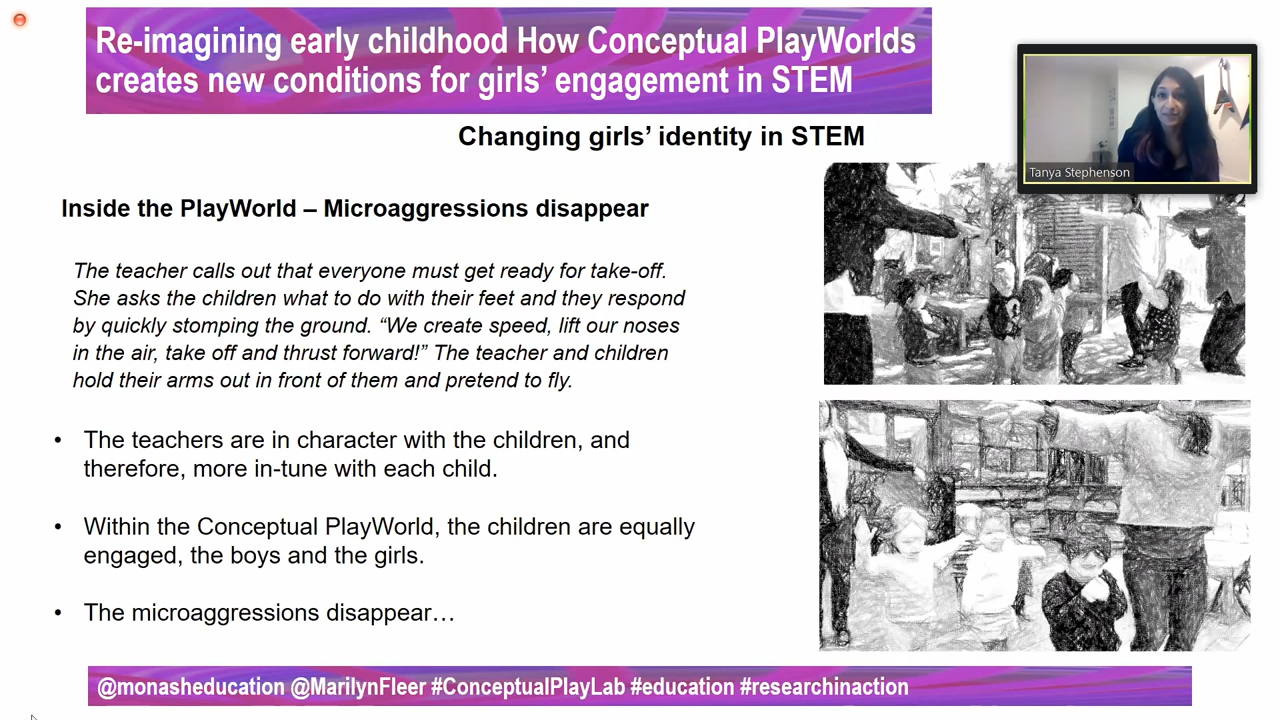 Re-imagining early childhood How Conceptual PlayWorlds
creates new conditions for girls' engagement in STEM
Changing girls' identity in STEM
Tanya Stephenson
Inside the PlayWorld – Microaggressions disappear
The teacher calls out that everyone must get ready for take-off.
She asks the children what to do with their feet and they respond
by quickly stomping the ground. “We create speed, lift our noses
in the air, take off and thrust forward!” The teacher and children
hold their arms out in front of them and pretend to fly.
• The teachers are in character with the children, and
therefore, more in-tune with each child.
• Within the Conceptual PlayWorld, the children are equally
engaged, the boys and the girls.
• The microaggressions disappear…
@monasheducation @MarilynFleer #ConceptualPlayLab #education #researchinaction